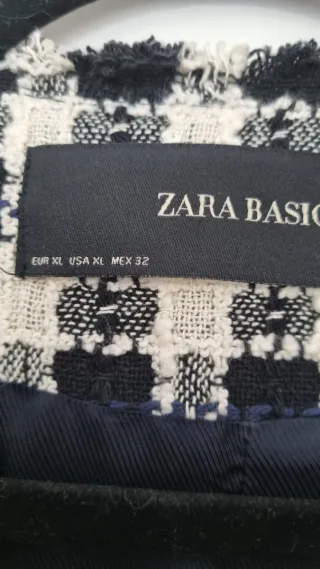 ZARA BASIC
EUR XL USA XL MEX 32